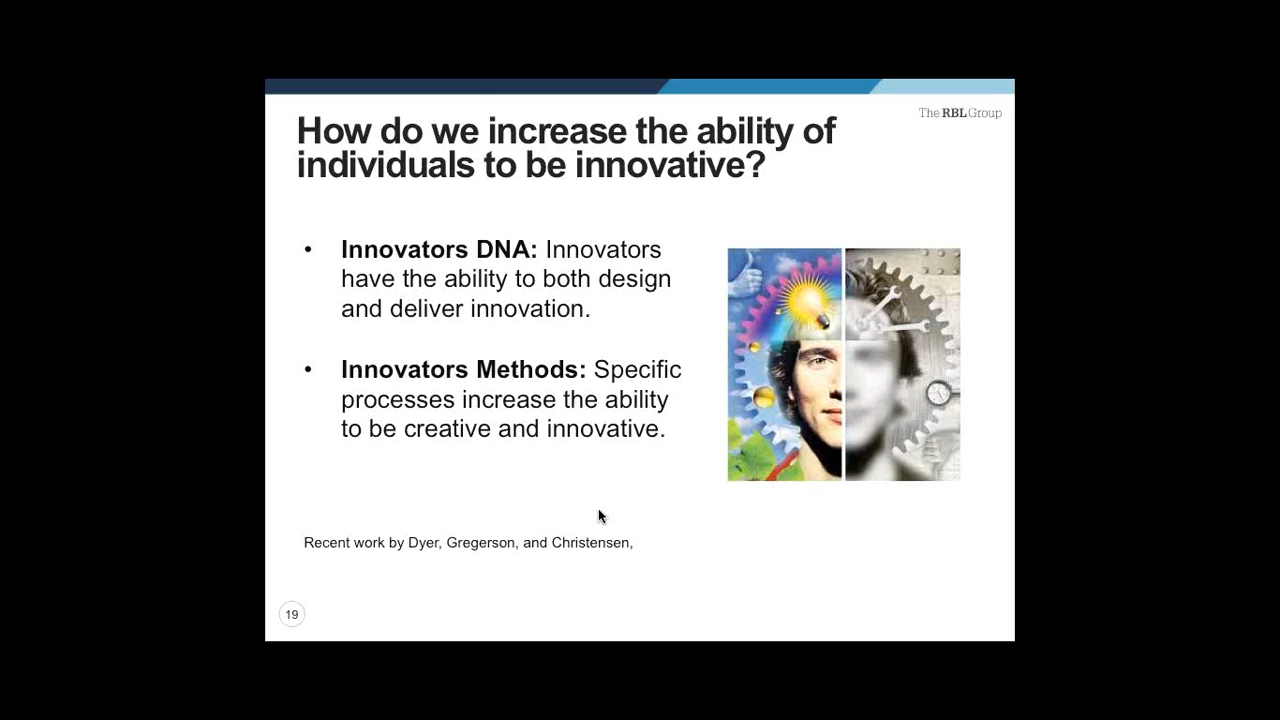 The RBL Group
How do we increase the ability of
individuals to be innovative?
• Innovators DNA: Innovators
have the ability to both design
and deliver innovation.
• Innovators Methods: Specific
processes increase the ability
to be creative and innovative.
Recent work by Dyer, Gregerson, and Christensen,
19